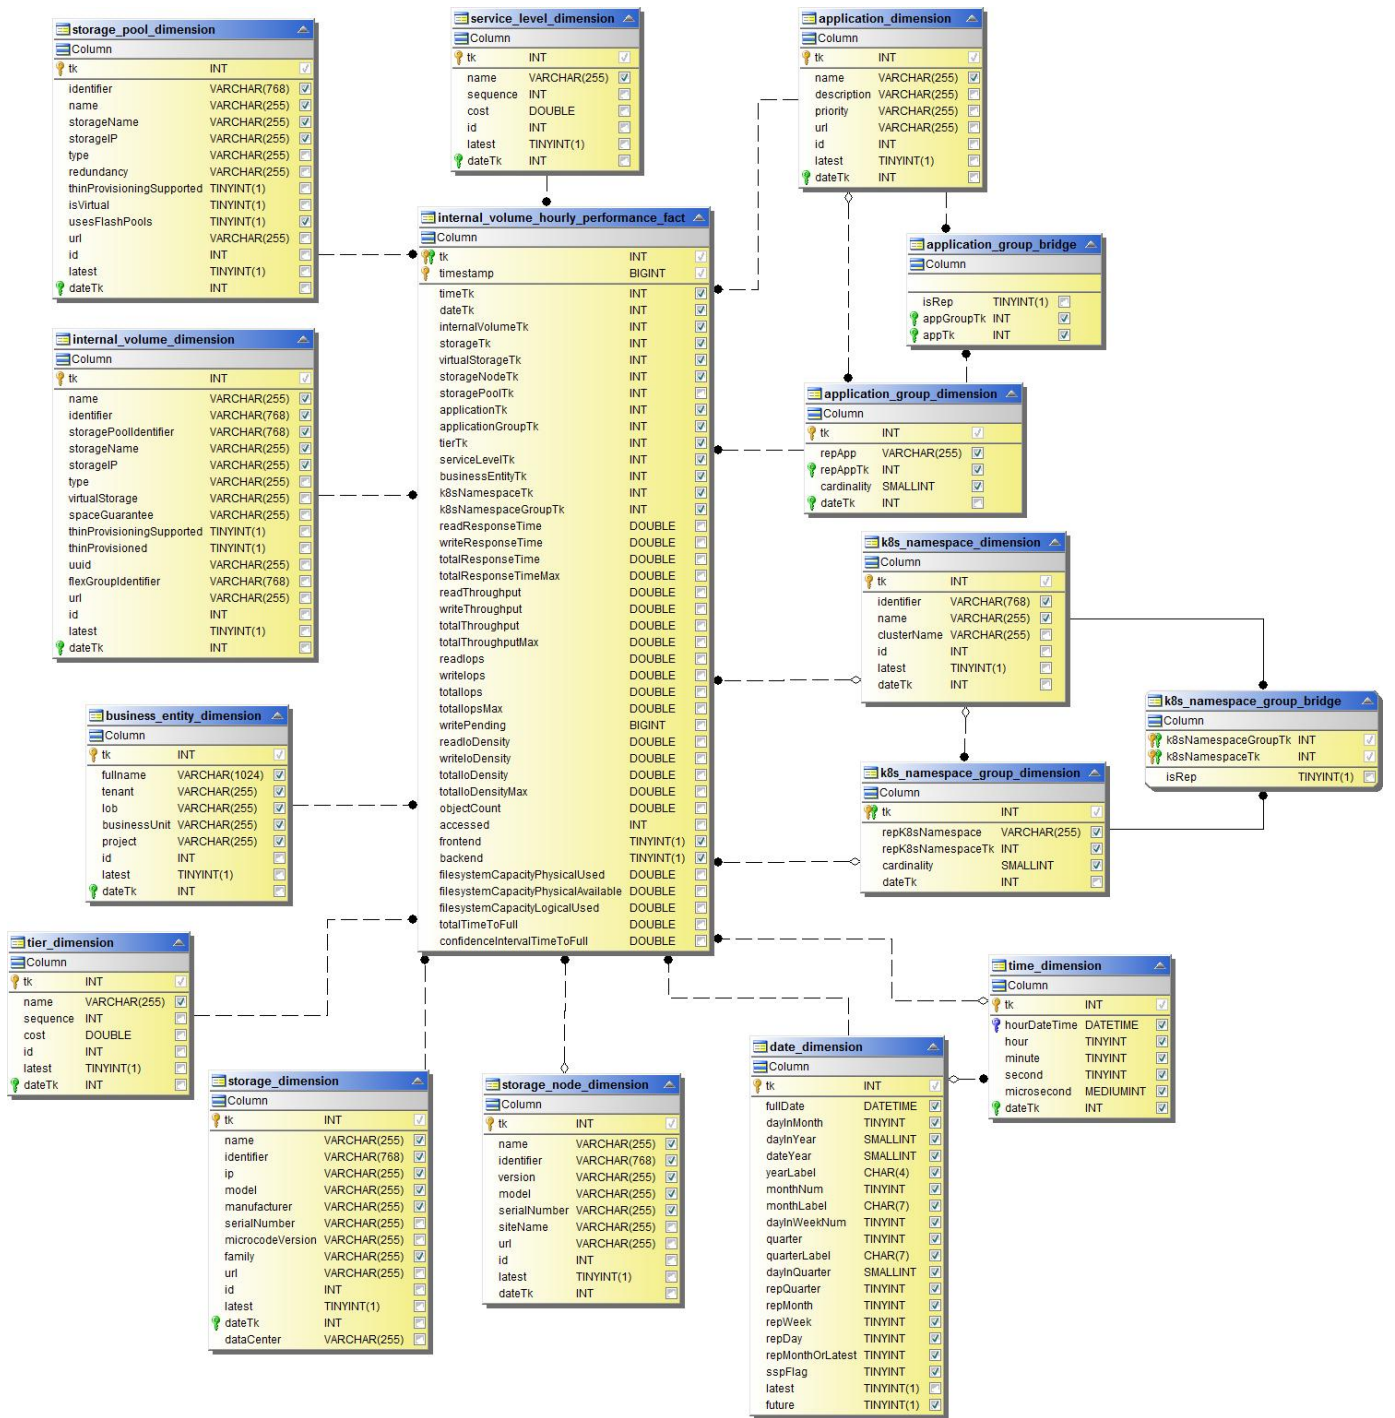 storage_pool_dimension
Column
tk INT
identifier VARCHAR(768)
name VARCHAR(255)
storageName VARCHAR(255)
storageIP VARCHAR(255)
type VARCHAR(255)
redundancy VARCHAR(255)
thinProvisioningSupported TINYINT(1)
isVirtual TINYINT(1)
usesFlashPools TINYINT(1)
url VARCHAR(255)
id INT
latest TINYINT(1)
dateTk INT
service_level_dimension
Column
tk INT
name VARCHAR(255)
sequence INT
cost DOUBLE
id INT
latest TINYINT(1)
dateTk INT
application_dimension
Column
tk INT
name VARCHAR(255)
description VARCHAR(255)
priority VARCHAR(255)
url VARCHAR(255)
id INT
latest TINYINT(1)
dateTk INT
internal_volume_hourly_performance_fact
Column
tk INT
timestamp BIGINT
timeTk INT
dateTk INT
internalVolumeTk INT
storageTk INT
virtualStorageTk INT
storageNodeTk INT
storagePoolTk INT
applicationTk INT
applicationGroupTk INT
tierTk INT
serviceLevelTk INT
businessEntityTk INT
k8sNamespaceTk INT
k8sNamespaceGroupTk INT
readResponseTime DOUBLE
writeResponseTime DOUBLE
totalResponseTime DOUBLE
totalResponseTimeMax DOUBLE
readThroughput DOUBLE
writeThroughput DOUBLE
totalThroughput DOUBLE
totalThroughputMax DOUBLE
readIops DOUBLE
writeIops DOUBLE
totalIops DOUBLE
totalIopsMax DOUBLE
writePending BIGINT
readIoDensity DOUBLE
writeIoDensity DOUBLE
totalIoDensity DOUBLE
totalIoDensityMax DOUBLE
objectCount DOUBLE
accessed INT
frontend TINYINT(1)
backend TINYINT(1)
filesystemCapacityPhysicalUsed DOUBLE
filesystemCapacityPhysicalAvailable DOUBLE
filesystemCapacityLogicalUsed DOUBLE
totalTimeToFull DOUBLE
confidenceIntervalTimeToFull DOUBLE
application_group_bridge
Column
isRep TINYINT(1)
appGroupTk INT
appTk INT
internal_volume_dimension
Column
tk INT
name VARCHAR(255)
identifier VARCHAR(768)
storagePoolIdentifier VARCHAR(768)
storageName VARCHAR(255)
storageIP VARCHAR(255)
type VARCHAR(255)
virtualStorage VARCHAR(255)
spaceGuarantee VARCHAR(255)
thinProvisioningSupported TINYINT(1)
thinProvisioned TINYINT(1)
uuid VARCHAR(255)
flexGroupIdentifier VARCHAR(768)
url VARCHAR(255)
id INT
latest TINYINT(1)
dateTk INT
application_group_dimension
Column
tk INT
repApp VARCHAR(255)
repAppTk INT
cardinality SMALLINT
dateTk INT
k8s_namespace_dimension
Column
tk INT
identifier VARCHAR(768)
name VARCHAR(255)
clusterName VARCHAR(255)
id INT
latest TINYINT(1)
dateTk INT
k8s_namespace_group_bridge
Column
k8sNamespaceGroupTk INT
k8sNamespaceTk INT
isRep TINYINT(1)
business_entity_dimension
Column
tk INT
fullname VARCHAR(1024)
tenant VARCHAR(255)
lob VARCHAR(255)
businessUnit VARCHAR(255)
project VARCHAR(255)
id INT
latest TINYINT(1)
dateTk INT
k8s_namespace_group_dimension
Column
tk INT
repK8sNamespace VARCHAR(255)
repK8sNamespaceTk INT
cardinality SMALLINT
dateTk INT
tier_dimension
Column
tk INT
name VARCHAR(255)
sequence INT
cost DOUBLE
id INT
latest TINYINT(1)
dateTk INT
time_dimension
Column
tk INT
hourDateTime DATETIME
hour TINYINT
minute TINYINT
second TINYINT
microsecond MEDIUMINT
dateTk INT
storage_dimension
Column
tk INT
name VARCHAR(255)
identifier VARCHAR(768)
ip VARCHAR(255)
model VARCHAR(255)
manufacturer VARCHAR(255)
serialNumber VARCHAR(255)
microcodeVersion VARCHAR(255)
family VARCHAR(255)
url VARCHAR(255)
id INT
latest TINYINT(1)
dateTk INT
dataCenter VARCHAR(255)
storage_node_dimension
Column
tk INT
name VARCHAR(255)
identifier VARCHAR(768)
version VARCHAR(255)
model VARCHAR(255)
serialNumber VARCHAR(255)
siteName VARCHAR(255)
url VARCHAR(255)
id INT
latest TINYINT(1)
dateTk INT
date_dimension
Column
tk INT
fullDate DATETIME
dayInMonth TINYINT
dayInYear SMALLINT
dateYear SMALLINT
yearLabel CHAR(4)
monthNum TINYINT
monthLabel CHAR(7)
dayInWeekNum TINYINT
quarter TINYINT
quarterLabel CHAR(7)
dayInQuarter SMALLINT
repQuarter TINYINT
repMonth TINYINT
repWeek TINYINT
repDay TINYINT
repMonthOrLatest TINYINT
sspFlag TINYINT
latest TINYINT(1)
future TINYINT(1)